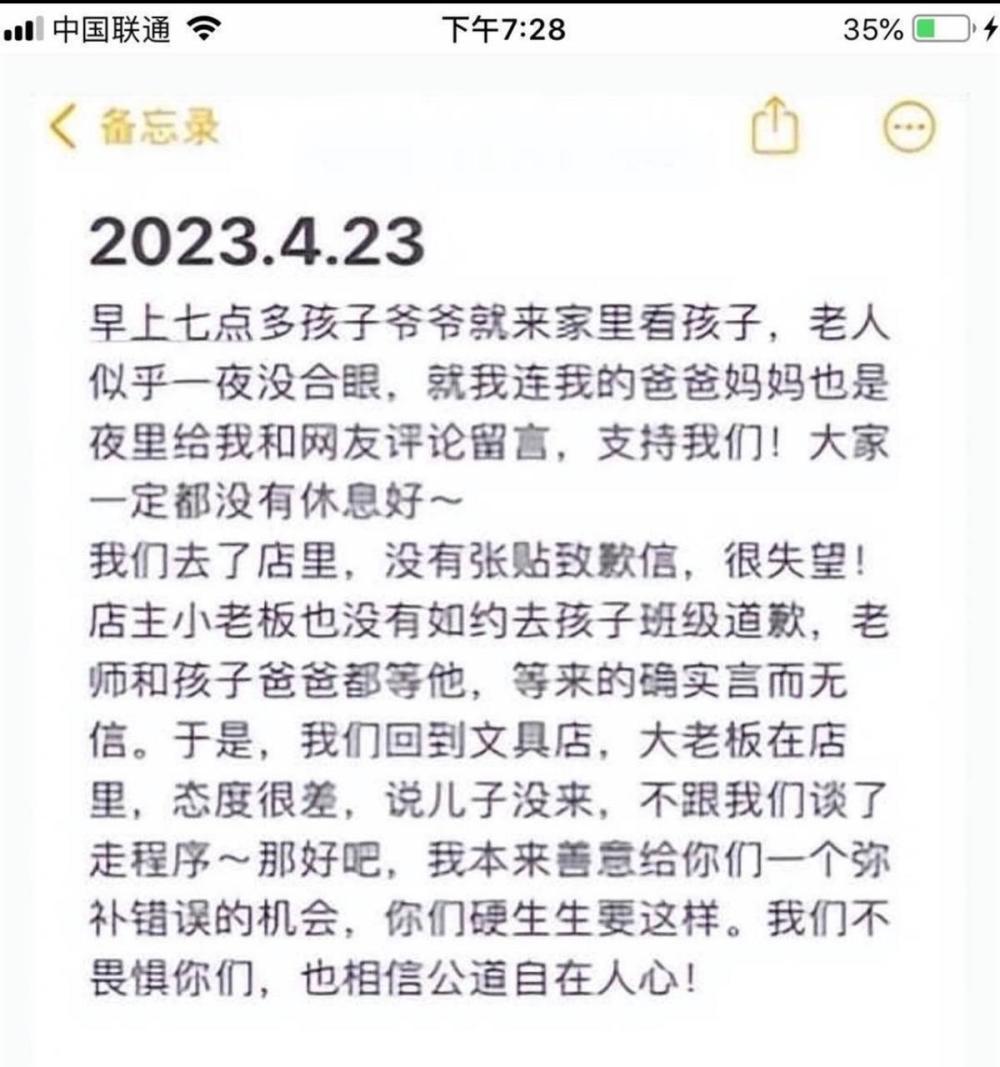 中国联通 下午7:28 35%
备忘录
2023.4.23
早上七点多孩子爷爷就来家里看孩子，老人
似乎一夜没合眼，就我连我的爸爸妈妈也是
夜里给我和网友评论留言，支持我们！大家
一定都没有休息好～
我们去了店里，没有张贴致歉信，很失望！
店主小老板也没有如约去孩子班级道歉，老
师和孩子爸爸都等他，等来的确实言而无
信。于是，我们回到文具店，大老板在店
里，态度很差，说儿子没来，不跟我们谈了
走程序～那好吧，我本来善意给你们一个弥
补错误的机会，你们硬生生要这样。我们不
畏惧你们，也相信公道自在人心！